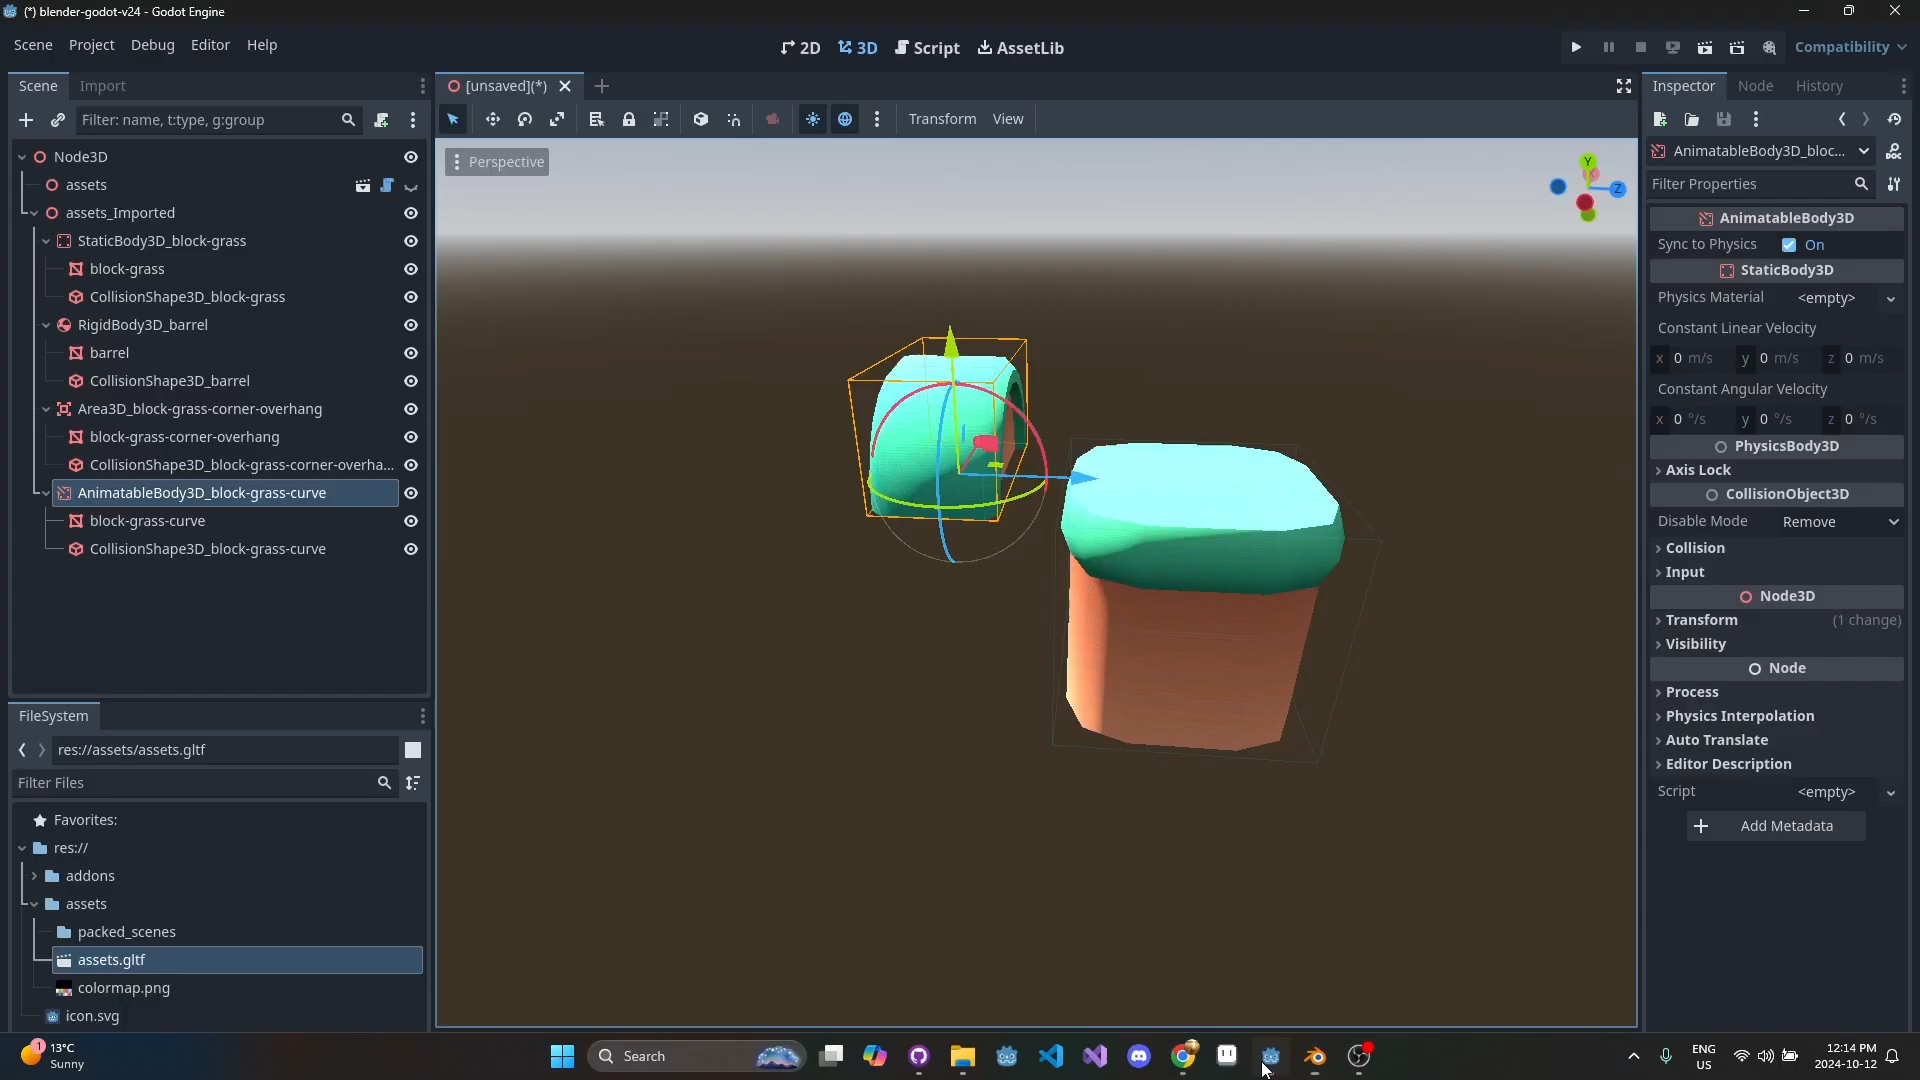 (*) blender-godot-v24 - Godot Engine
Scene Project Debug Editor Help
2D 3D Script AssetLib
Compatibility
Scene Import
[unsaved](*)
Inspector Node History
Filter: name, t:type, g:group
Transform View
AnimatableBody3D_bloc...
Filter Properties
Node3D
assets
assets_Imported
StaticBody3D_block-grass
block-grass
CollisionShape3D_block-grass
RigidBody3D_barrel
barrel
CollisionShape3D_barrel
Area3D_block-grass-corner-overhang
block-grass-corner-overhang
CollisionShape3D_block-grass-corner-overha...
AnimatableBody3D_block-grass-curve
block-grass-curve
CollisionShape3D_block-grass-curve
Perspective
Y
Z
AnimatableBody3D
Sync to Physics On
StaticBody3D
Physics Material <empty>
Constant Linear Velocity
x 0 m/s y 0 m/s z 0 m/s
Constant Angular Velocity
x 0 °/s y 0 °/s z 0 °/s
PhysicsBody3D
Axis Lock
CollisionObject3D
Disable Mode Remove
Collision
Input
Node3D
Transform (1 change)
Visibility
Node
Process
Physics Interpolation
Auto Translate
Editor Description
Script <empty>
Add Metadata
FileSystem
res://assets/assets.gltf
Filter Files
Favorites:
res://
addons
assets
packed_scenes
assets.gltf
colormap.png
icon.svg
1
13°C
Sunny
Search
ENG
US
12:14 PM
2024-10-12